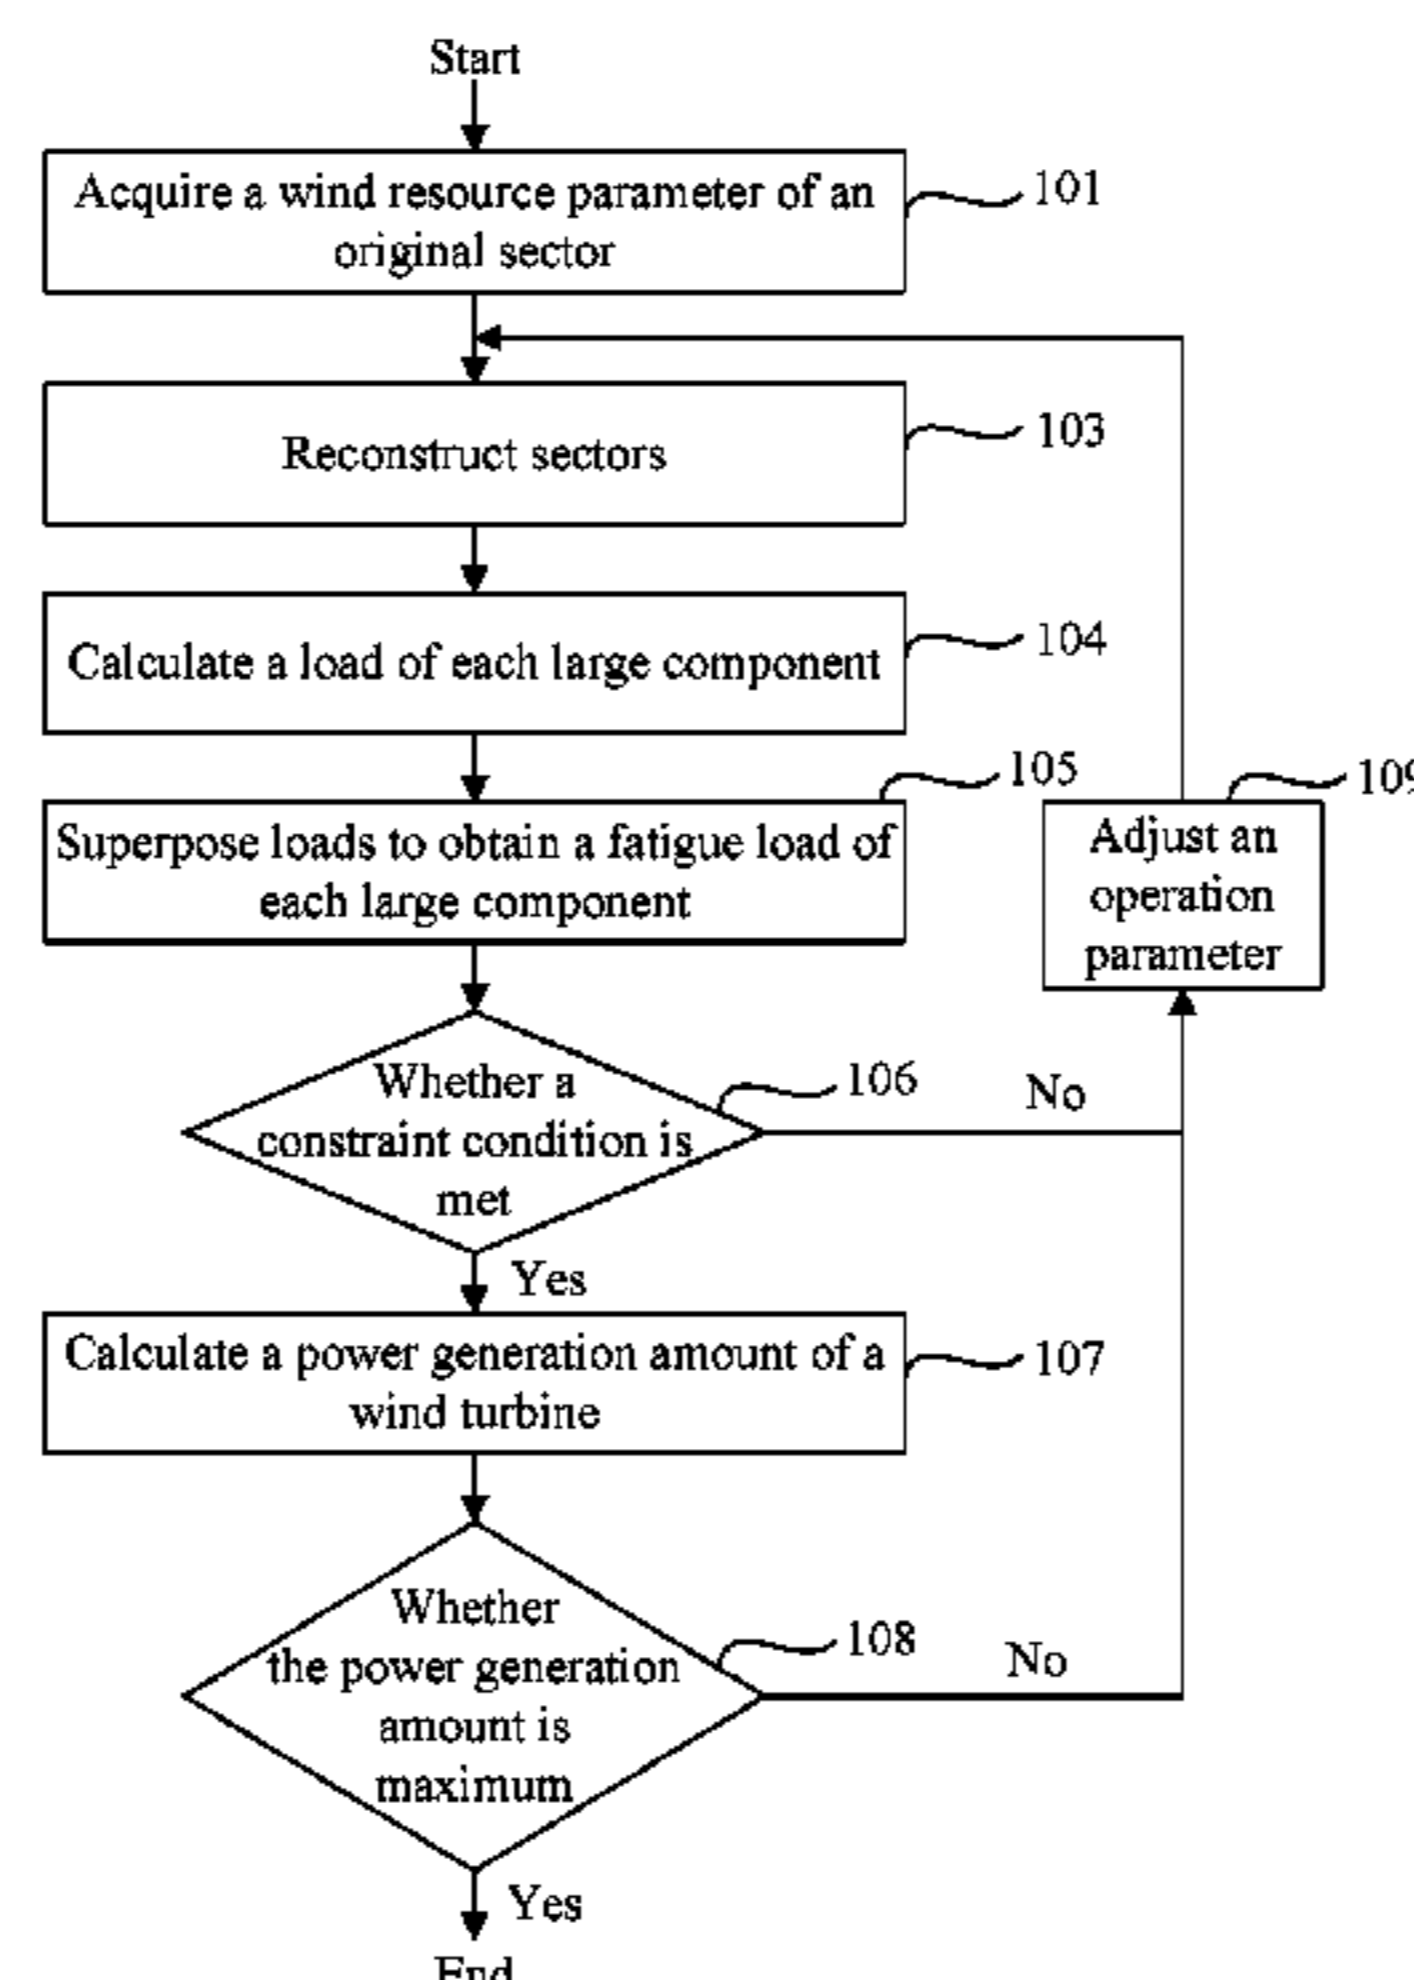 Start
Acquire a wind resource parameter of an
original sector
101
Reconstruct sectors
103
Calculate a load of each large component
104
105
Superpose loads to obtain a fatigue load of
each large component
109
Adjust an
operation
parameter
Whether a
constraint condition is
met
106
No
Yes
Calculate a power generation amount of a
wind turbine
107
Whether
the power generation
amount is
maximum
108
No
Yes
End